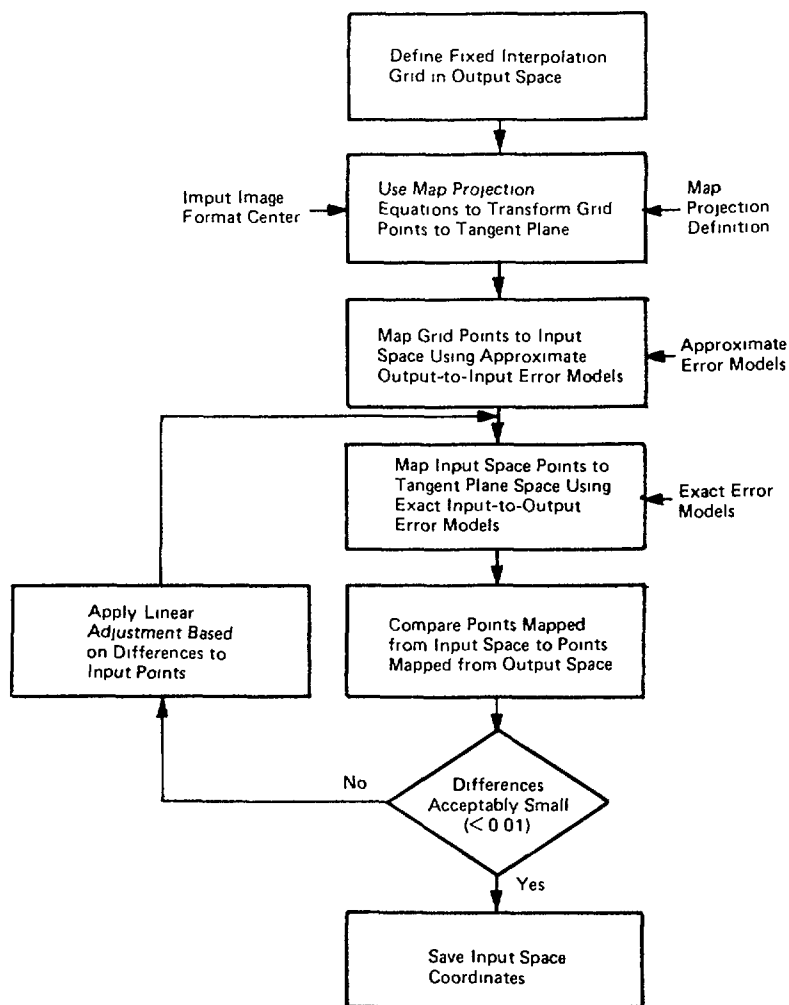 Define Fixed Interpolation
Grid in Output Space
Imput Image
Format Center
Use Map Projection
Equations to Transform Grid
Points to Tangent Plane
Map
Projection
Definition
Map Grid Points to Input
Space Using Approximate
Output-to-Input Error Models
Approximate
Error Models
Map Input Space Points to
Tangent Plane Space Using
Exact Input-to-Output
Error Models
Exact Error
Models
Apply Linear
Adjustment Based
on Differences to
Input Points
Compare Points Mapped
from Input Space to Points
Mapped from Output Space
No
Differences
Acceptably Small
(< 0 01)
Yes
Save Input Space
Coordinates